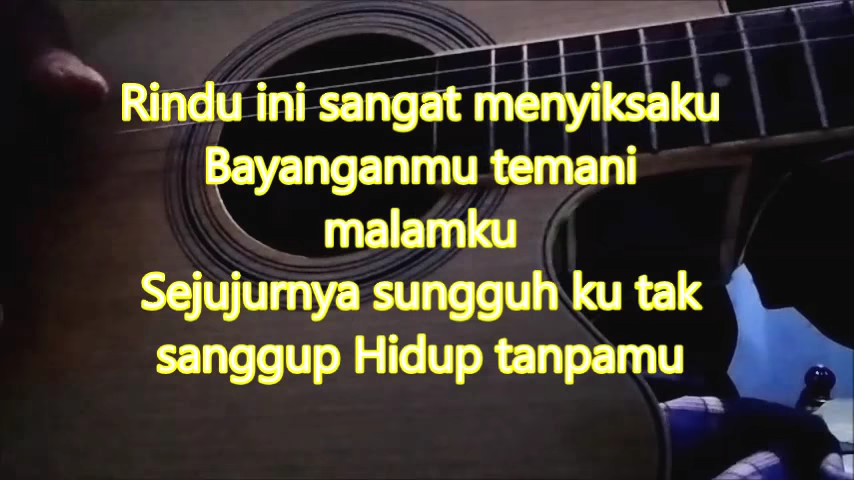 Rindu ini sangat menyiksaku
Bayanganmu temani
malamku
Sejujurnya sungguh ku tak
sanggup Hidup tanpamu